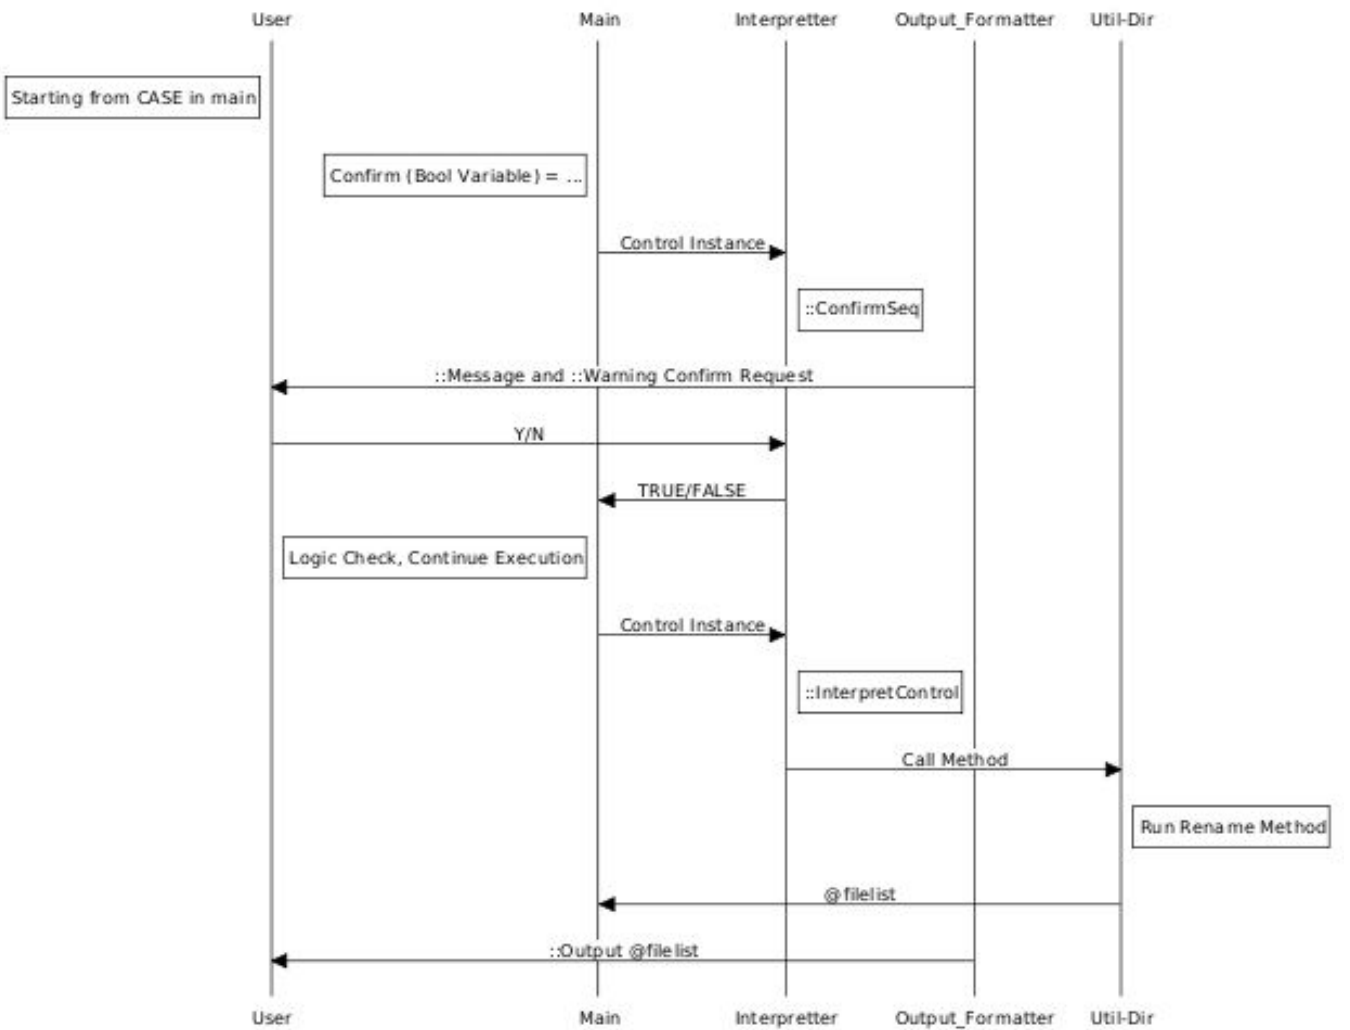 User Main Interpretter Output_Formatter Util-Dir
Starting from CASE in main
Confirm (Bool Variable) = ...
Control Instance
::ConfirmSeq
::Message and ::Warning Confirm Request
Y/N
TRUE/FALSE
Logic Check, Continue Execution
Control Instance
::InterpretControl
Call Method
Run Rename Method
@filelist
::Output @filelist
User Main Interpretter Output_Formatter Util-Dir